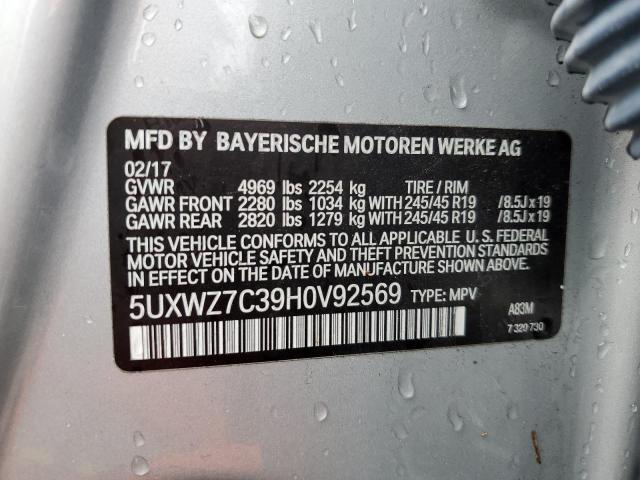 MFD BY BAYERISCHE MOTOREN WERKE AG
02/17
GVWR 4969 lbs 2254 kg TIRE / RIM
GAWR FRONT 2280 lbs 1034 kg WITH 245/45 R19 /8.5J x 19
GAWR REAR 2820 lbs 1279 kg WITH 245/45 R19 /8.5J x 19
THIS VEHICLE CONFORMS TO ALL APPLICABLE U. S. FEDERAL
MOTOR VEHICLE SAFETY AND THEFT PREVENTION STANDARDS
IN EFFECT ON THE DATE OF MANUFACTURE SHOWN ABOVE.
5UXWZ7C39H0V92569 TYPE: MPV A83M
7 320 730